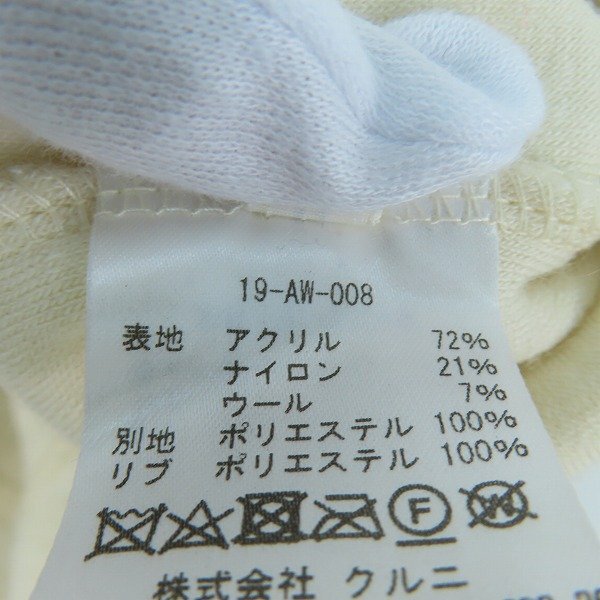 19-AW-008
表地 アクリル 72%
ナイロン 21%
ウール 7%
別地 ポリエステル 100%
リブ ポリエステル 100%
F
W
株式会社 クルニ